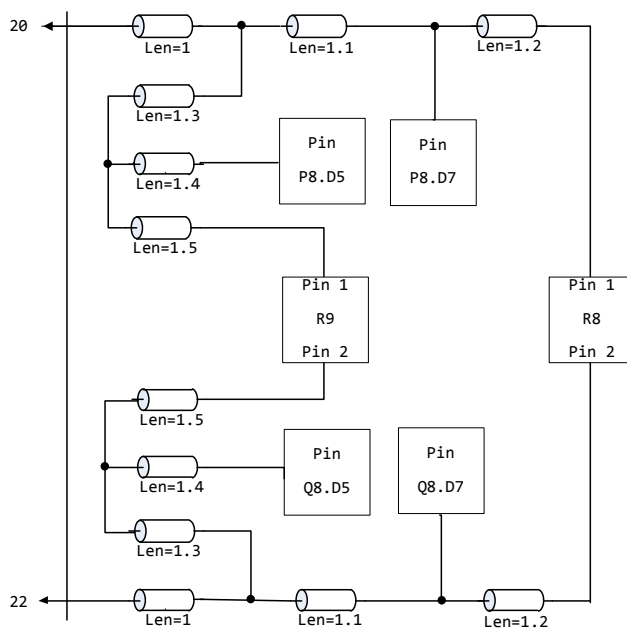 20
Len=1
Len=1.1
Len=1.2
Len=1.3
Pin
P8.D5
Pin
P8.D7
Len=1.4
Len=1.5
Pin 1
R9
Pin 2
Pin 1
R8
Pin 2
Len=1.5
Pin
Q8.D5
Pin
Q8.D7
Len=1.4
Len=1.3
22
Len=1
Len=1.1
Len=1.2